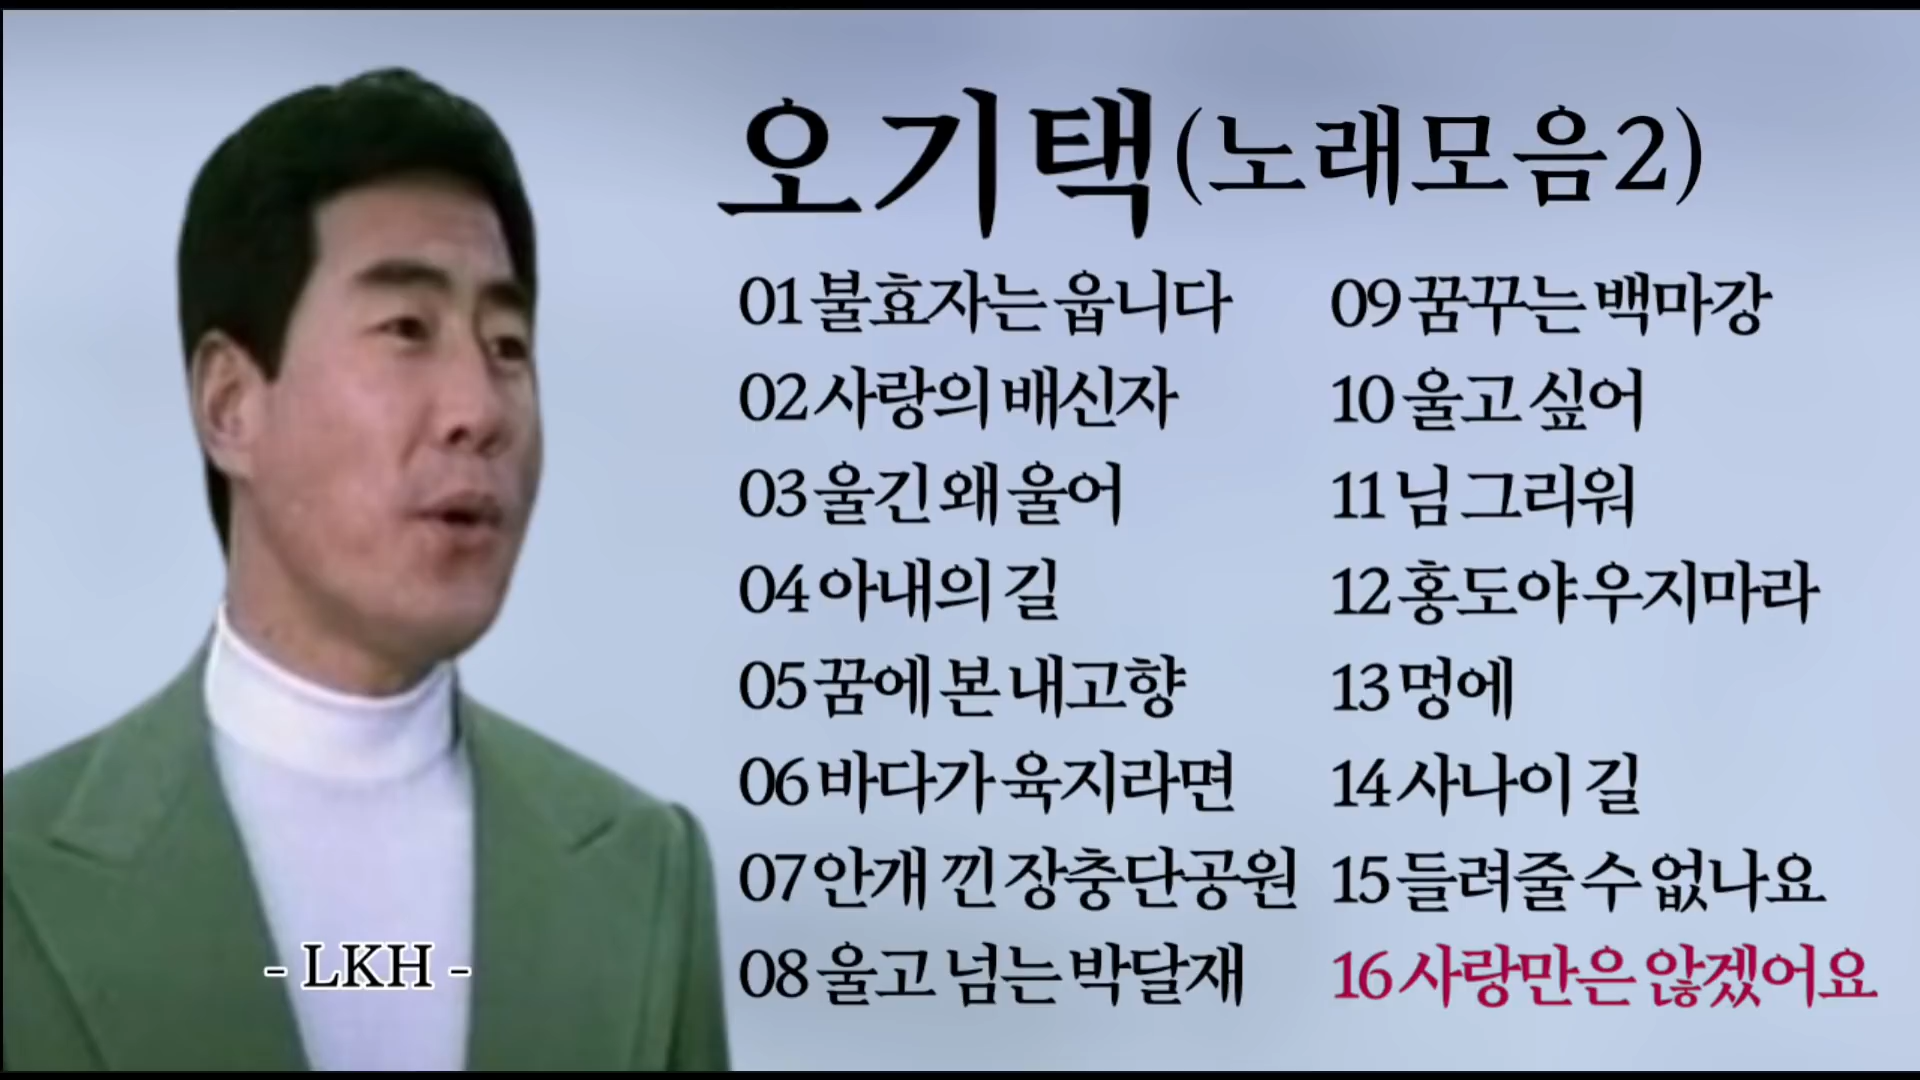 오기택 (노래모음2)
01 불효자는 웁니다
02 사랑의 배신자
03 울긴 왜 울어
04 아내의 길
05 꿈에 본 내고향
06 바다가 육지라면
07 안개 낀 장충단공원
08 울고 넘는 박달재
09 꿈꾸는 백마강
10 울고 싶어
11 님 그리워
12 홍도야 우지마라
13 멍에
14 사나이 길
15 들려줄 수 없나요
16 사랑만은 않겠어요
- LKH -